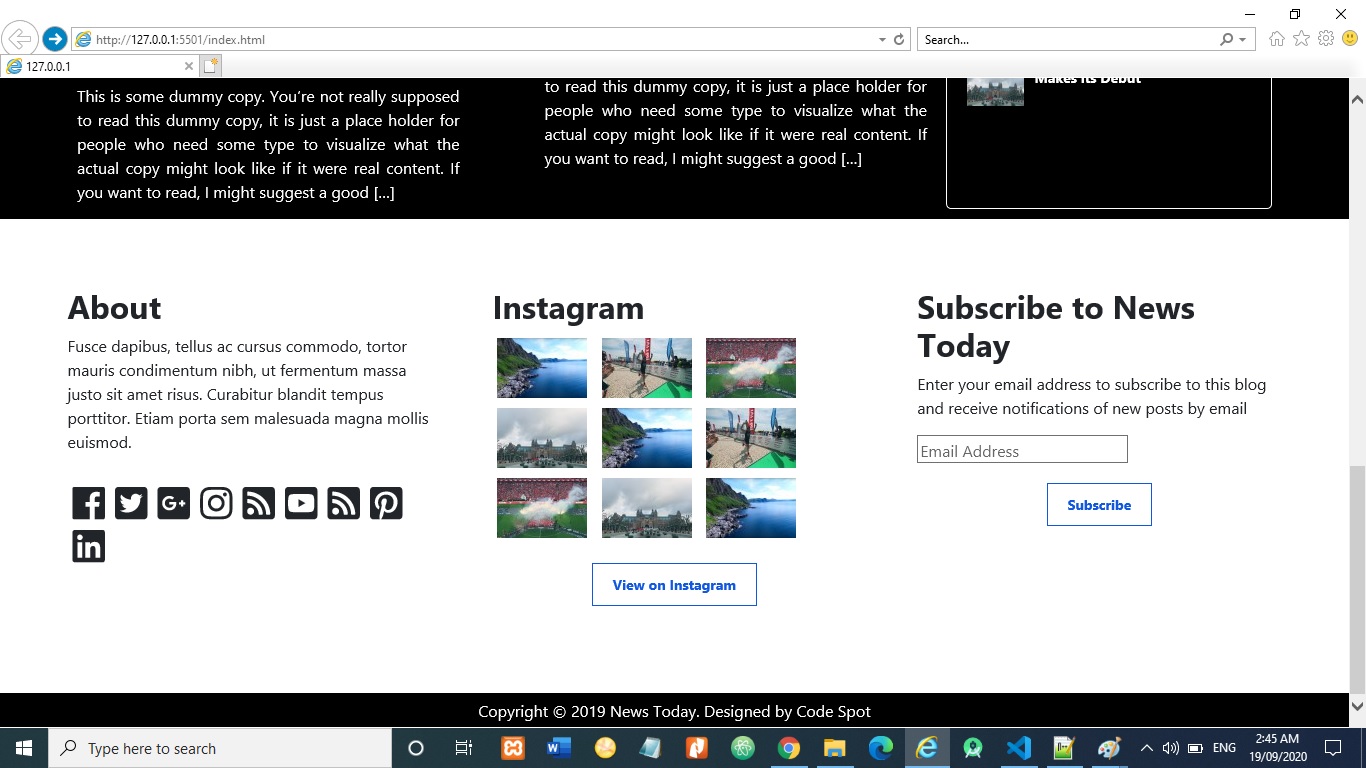 http://127.0.0.1:5501/index.html
Search...
127.0.0.1
This is some dummy copy. You're not really supposed
to read this dummy copy, it is just a place holder for
people who need some type to visualize what the
actual copy might look like if it were real content. If
you want to read, I might suggest a good [...]
to read this dummy copy, it is just a place holder for
people who need some type to visualize what the
actual copy might look like if it were real content. If
you want to read, I might suggest a good [...]
Makes Its Debut
About
Fusce dapibus, tellus ac cursus commodo, tortor
mauris condimentum nibh, ut fermentum massa
justo sit amet risus. Curabitur blandit tempus
porttitor. Etiam porta sem malesuada magna mollis
euismod.
Instagram
View on Instagram
Subscribe to News
Today
Enter your email address to subscribe to this blog
and receive notifications of new posts by email
Email Address
Subscribe
Copyright © 2019 News Today. Designed by Code Spot
Type here to search
ENG
2:45 AM
19/09/2020